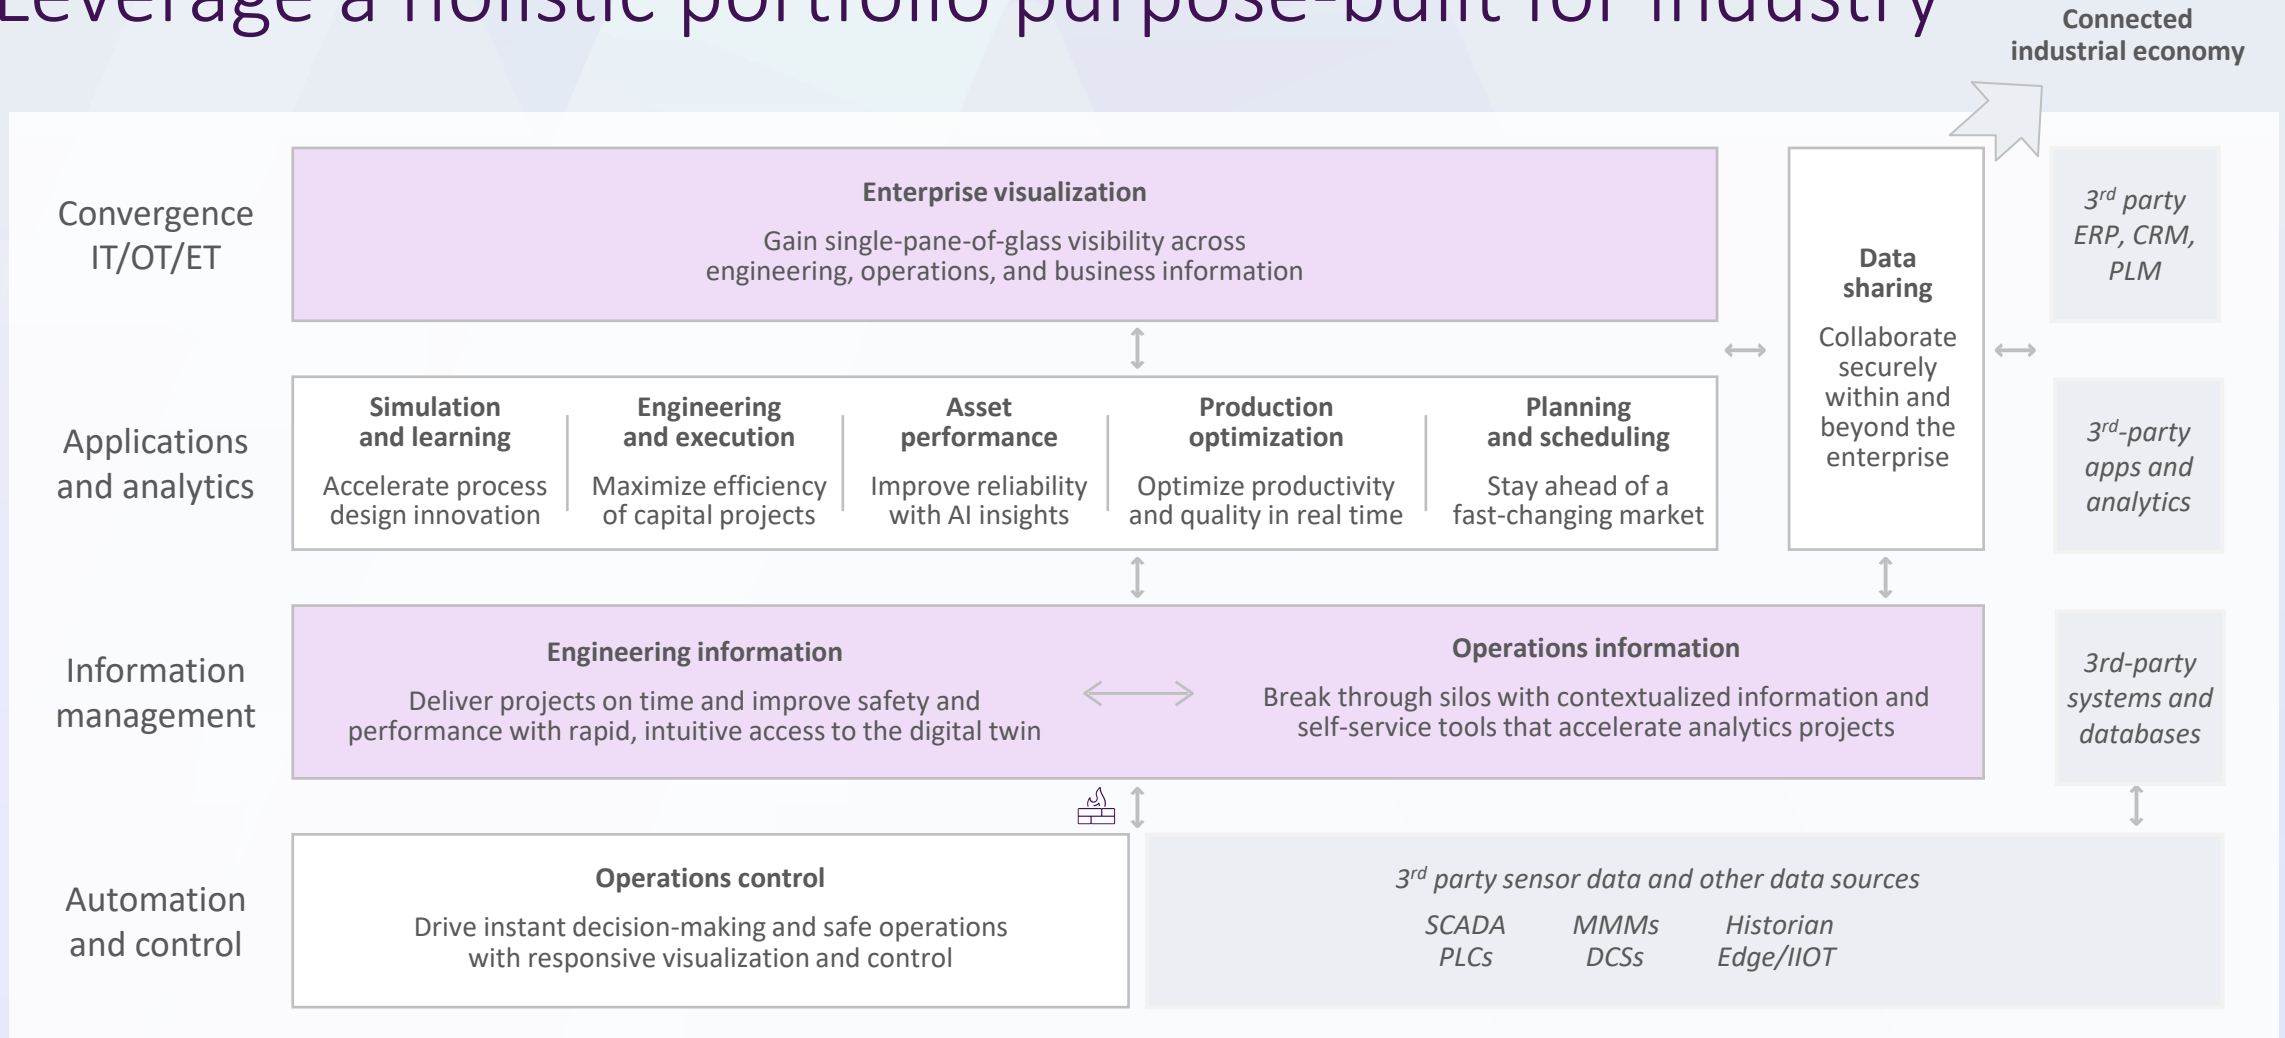 Leverage a holistic portfolio purpose-built for industry
Connected
industrial economy
Convergence
IT/OT/ET
Enterprise visualization
Gain single-pane-of-glass visibility across
engineering, operations, and business information
Data
sharing
Collaborate
securely
within and
beyond the
enterprise
3rd party
ERP, CRM,
PLM
Applications
and analytics
Simulation
and learning
Accelerate process
design innovation
Engineering
and execution
Maximize efficiency
of capital projects
Asset
performance
Improve reliability
with AI insights
Production
optimization
Optimize productivity
and quality in real time
Planning
and scheduling
Stay ahead of a
fast-changing market
3rd-party
apps and
analytics
Information
management
Engineering information
Deliver projects on time and improve safety and
performance with rapid, intuitive access to the digital twin
Operations information
Break through silos with contextualized information and
self-service tools that accelerate analytics projects
3rd-party
systems and
databases
Automation
and control
Operations control
Drive instant decision-making and safe operations
with responsive visualization and control
3rd party sensor data and other data sources
SCADA MMMs Historian
PLCs DCSs Edge/IIOT